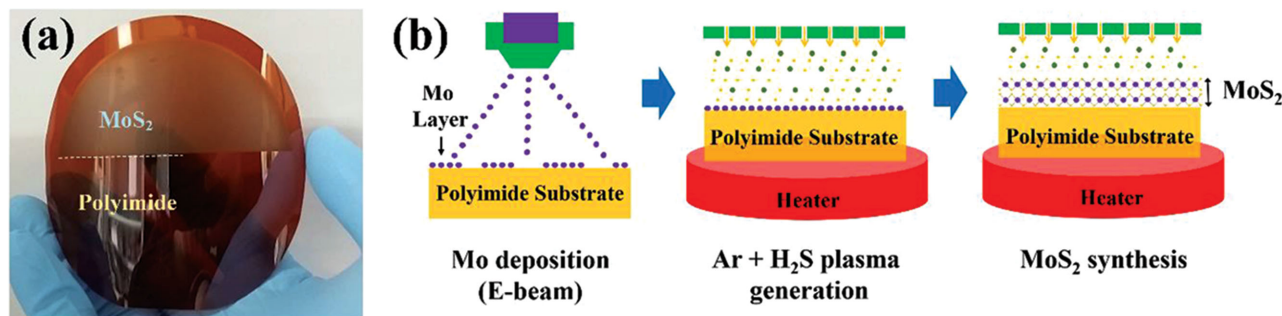 (a)
MoS₂
Polyimide
(b)
Mo
Layer
Polyimide Substrate
Mo deposition
(E-beam)
Polyimide Substrate
Heater
Ar + H₂S plasma
generation
MoS₂
Polyimide Substrate
Heater
MoS₂ synthesis